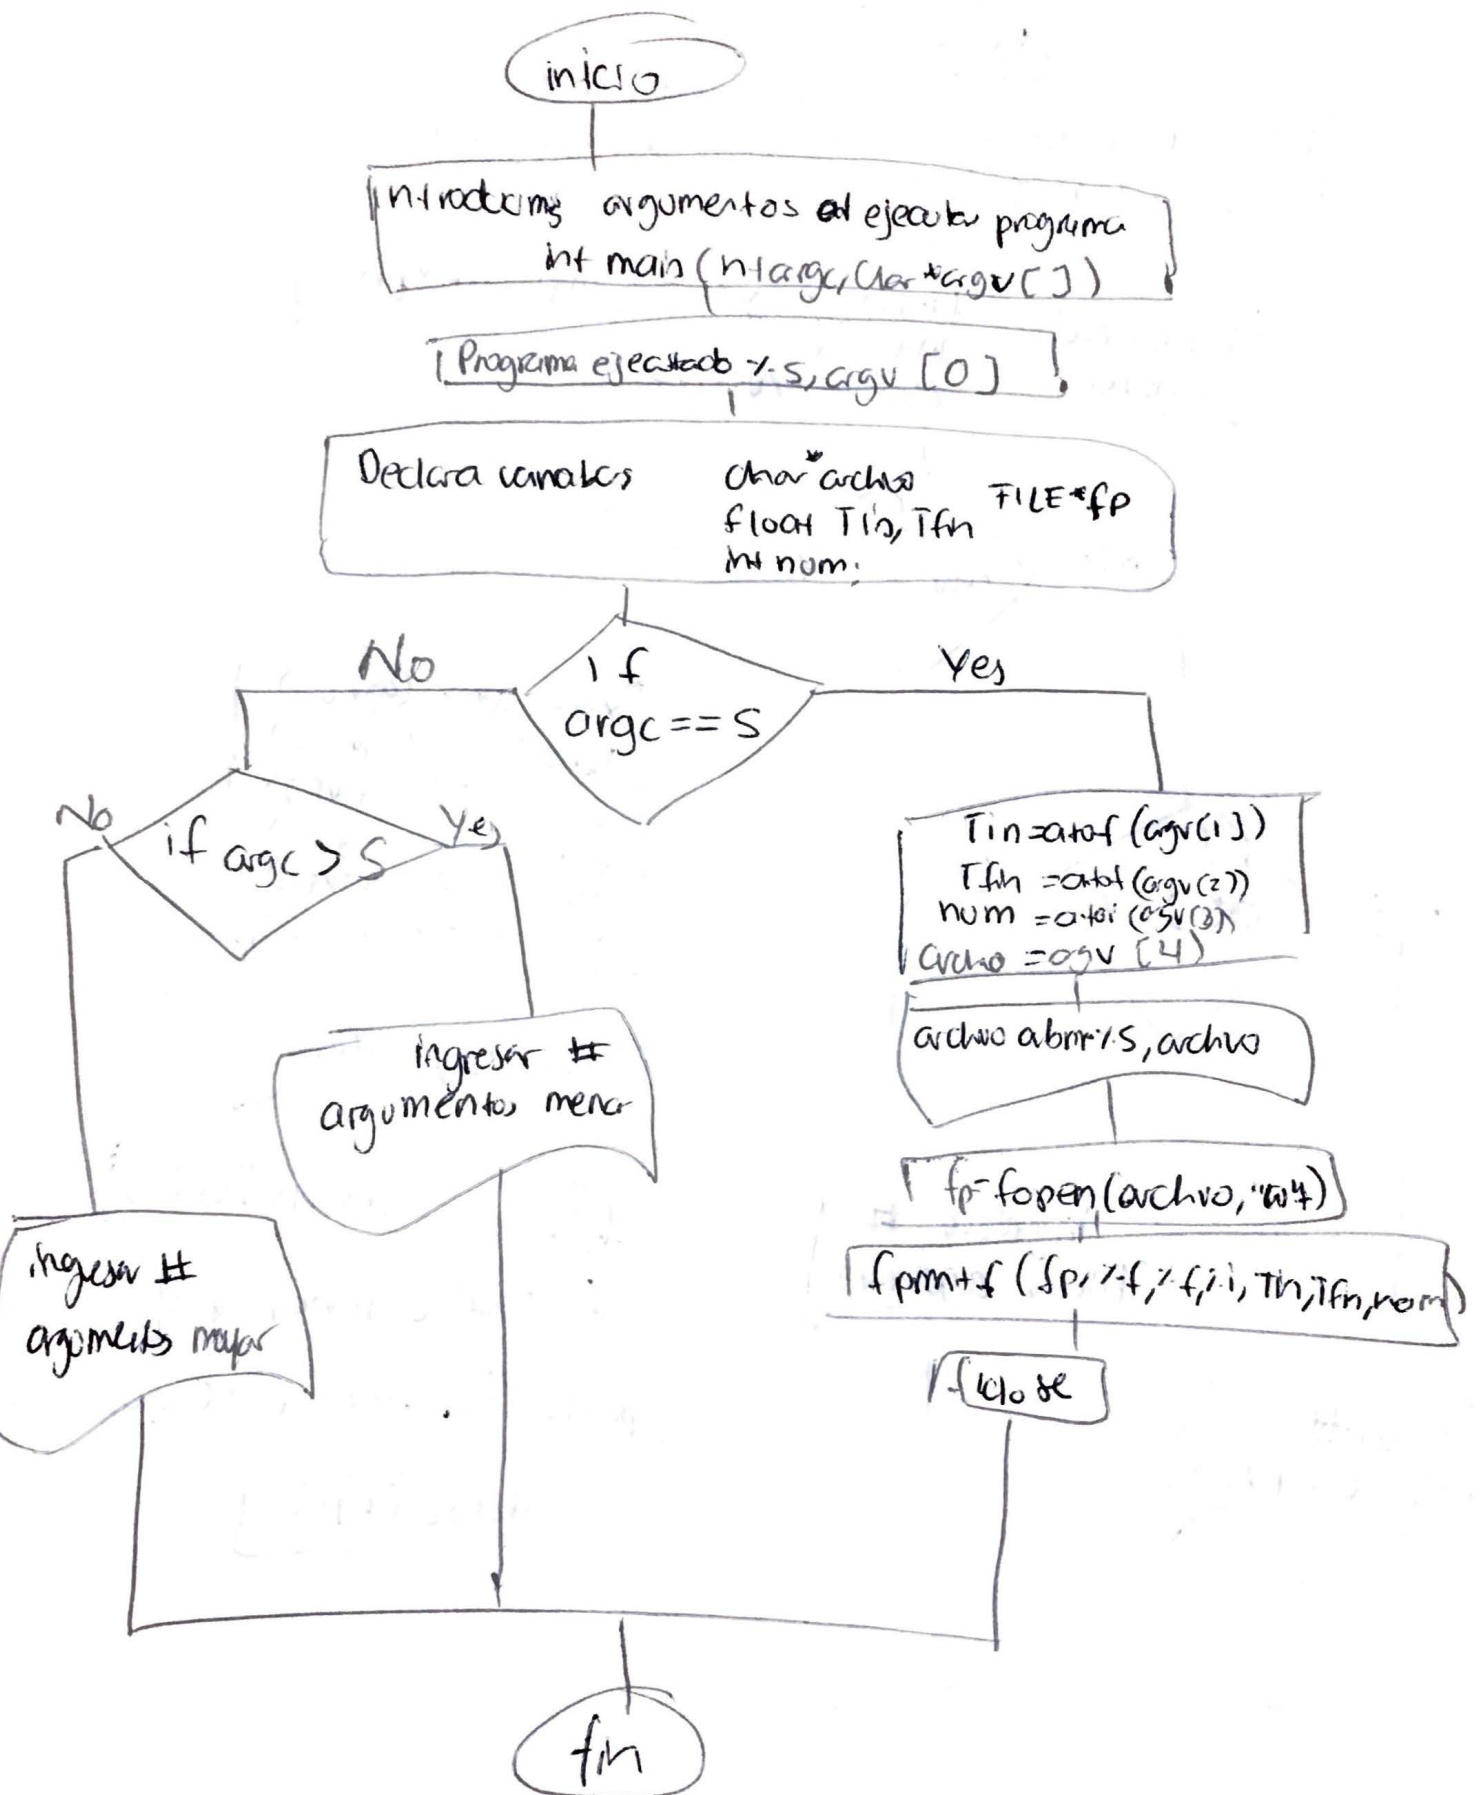 inicio
introducimos argumentos al ejecutar programa
int main (int argc, Char *argv [ ] )
Programa ejecutado %s, argv [0]
Declara variables char* archivo
FILE *fp
float Tin, Tfin
int num.
No
Yes
if
argc == 5
No
Yes
if argc > 5
Tin = atof (argv[1])
Tfin = atof (argv(2))
num = atoi (argv(3))
archivo = argv [4)
archivo abrir %s, archivo
ingresar #
argumentos menor
fp = fopen (archivo, "w")
ingresar #
argumentos mayor
fprintf ( fp, %f, %f, %i, Tin, Tfin, num)
fclose
fin